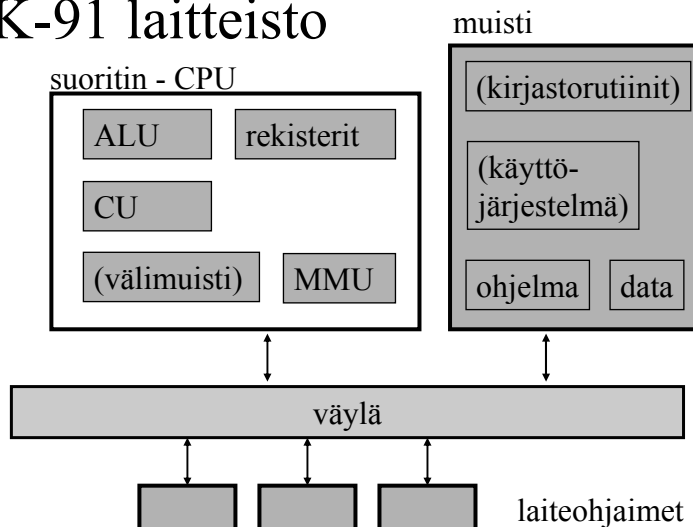 K-91 laitteisto
muisti
suoritin - CPU
(kirjastorutiinit)
ALU
rekisterit
(käyttö-
järjestelmä)
CU
(välimuisti)
MMU
ohjelma
data
väylä
laiteohjaimet